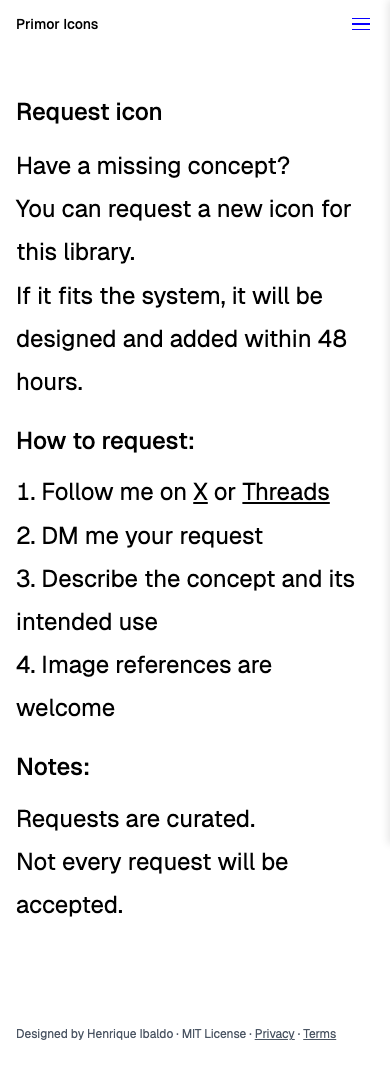 Primor Icons
Request icon
Have a missing concept?
You can request a new icon for
this library.
If it fits the system, it will be
designed and added within 48
hours.
How to request:
1. Follow me on X or Threads
2. DM me your request
3. Describe the concept and its
intended use
4. Image references are
welcome
Notes:
Requests are curated.
Not every request will be
accepted.
Designed by Henrique Ibaldo · MIT License · Privacy · Terms